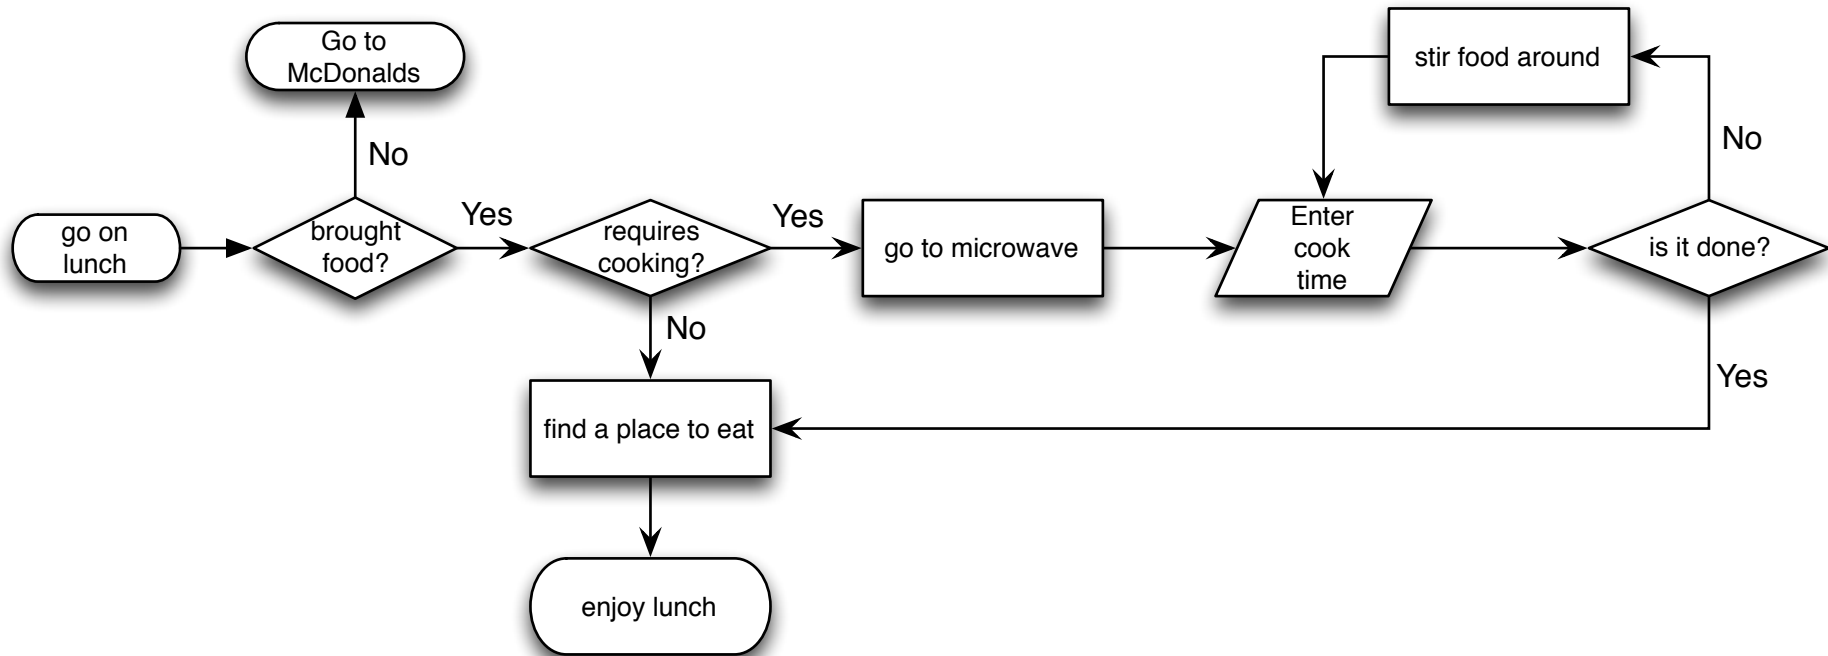 Go to
McDonalds
stir food around
No
No
go on
lunch
brought
food?
Yes
requires
cooking?
Yes
go to microwave
Enter
cook
time
is it done?
No
Yes
find a place to eat
enjoy lunch